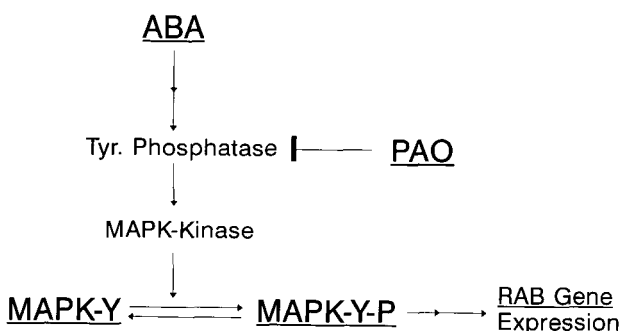 ABA
Tyr. Phosphatase
PAO
MAPK-Kinase
MAPK-Y
MAPK-Y-P
RAB Gene
Expression